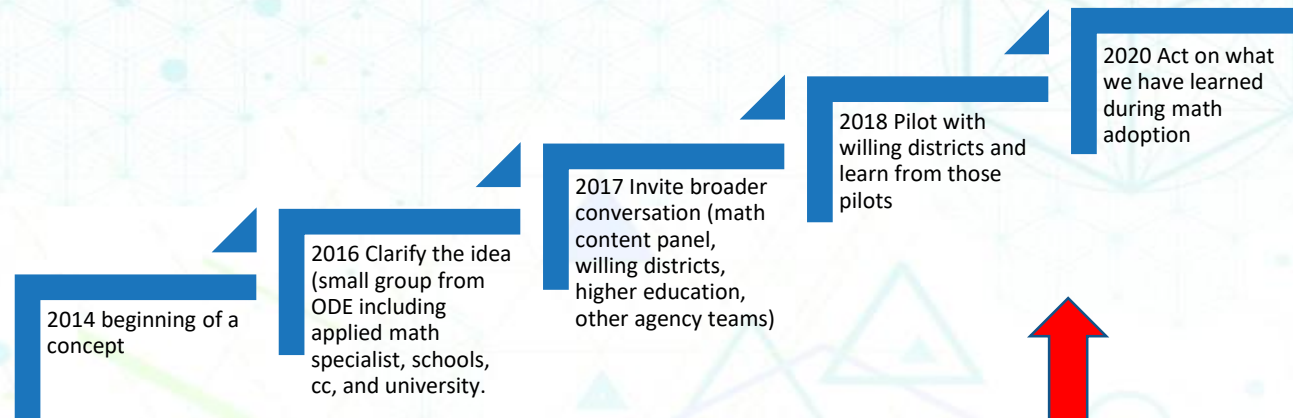 2014 beginning of a
concept
2016 Clarify the idea
(small group from
ODE including
applied math
specialist, schools,
cc, and university.
2017 Invite broader
conversation (math
content panel,
willing districts,
higher education,
other agency teams)
2018 Pilot with
willing districts and
learn from those
pilots
2020 Act on what
we have learned
during math
adoption